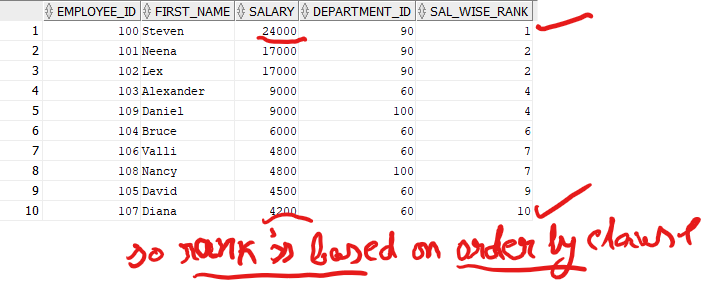 EMPLOYEE_ID FIRST_NAME SALARY DEPARTMENT_ID SAL_WISE_RANK
1 100 Steven 24000 90 1
2 101 Neena 17000 90 2
3 102 Lex 17000 90 2
4 103 Alexander 9000 60 4
5 109 Daniel 9000 100 4
6 104 Bruce 6000 60 6
7 106 Valli 4800 60 7
8 108 Nancy 4800 100 7
9 105 David 4500 60 9
10 107 Diana 4200 60 10
so rank is based on order by clause